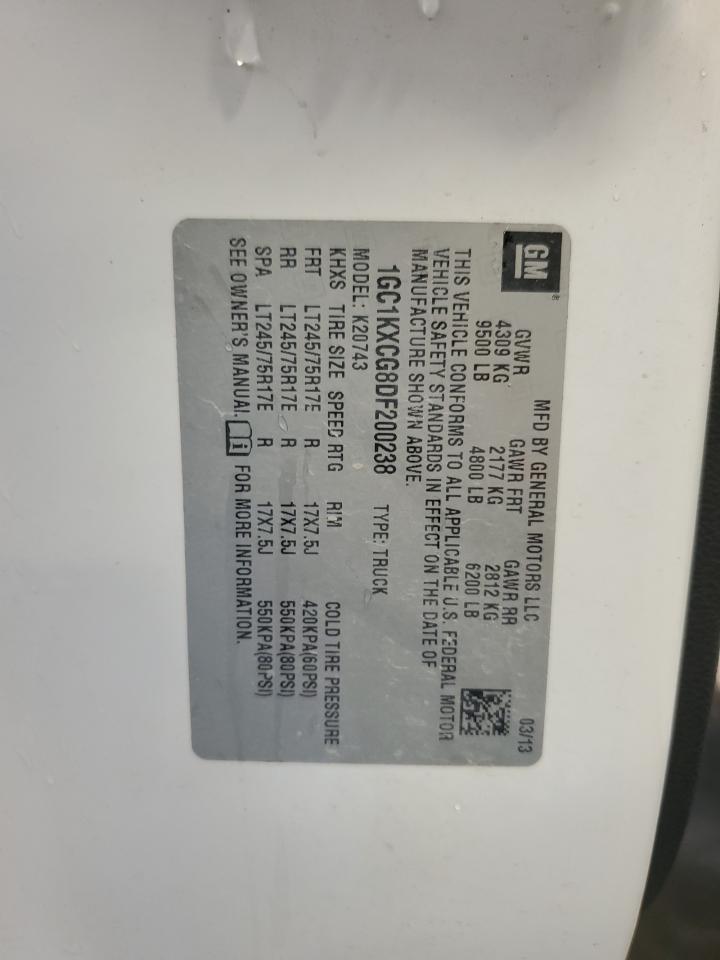 GM ®
MFD BY GENERAL MOTORS LLC 03/13
GVWR GAWR FRT GAWR RR
4309 KG 2177 KG 2812 KG
9500 LB 4800 LB 6200 LB
THIS VEHICLE CONFORMS TO ALL APPLICABLE U.S. FEDERAL MOTOR
VEHICLE SAFETY STANDARDS IN EFFECT ON THE DATE OF
MANUFACTURE SHOWN ABOVE.
1GC1KXCG8DF200238 TYPE: TRUCK
MODEL: K20743
KHXS TIRE SIZE SPEED RTG RIM COLD TIRE PRESSURE
FRT LT245/75R17E R 17X7.5J 420KPA(60PSI)
RR LT245/75R17E R 17X7.5J 550KPA(80PSI)
SPA LT245/75R17E R 17X7.5J 550KPA(80PSI)
SEE OWNER'S MANUAL i FOR MORE INFORMATION.